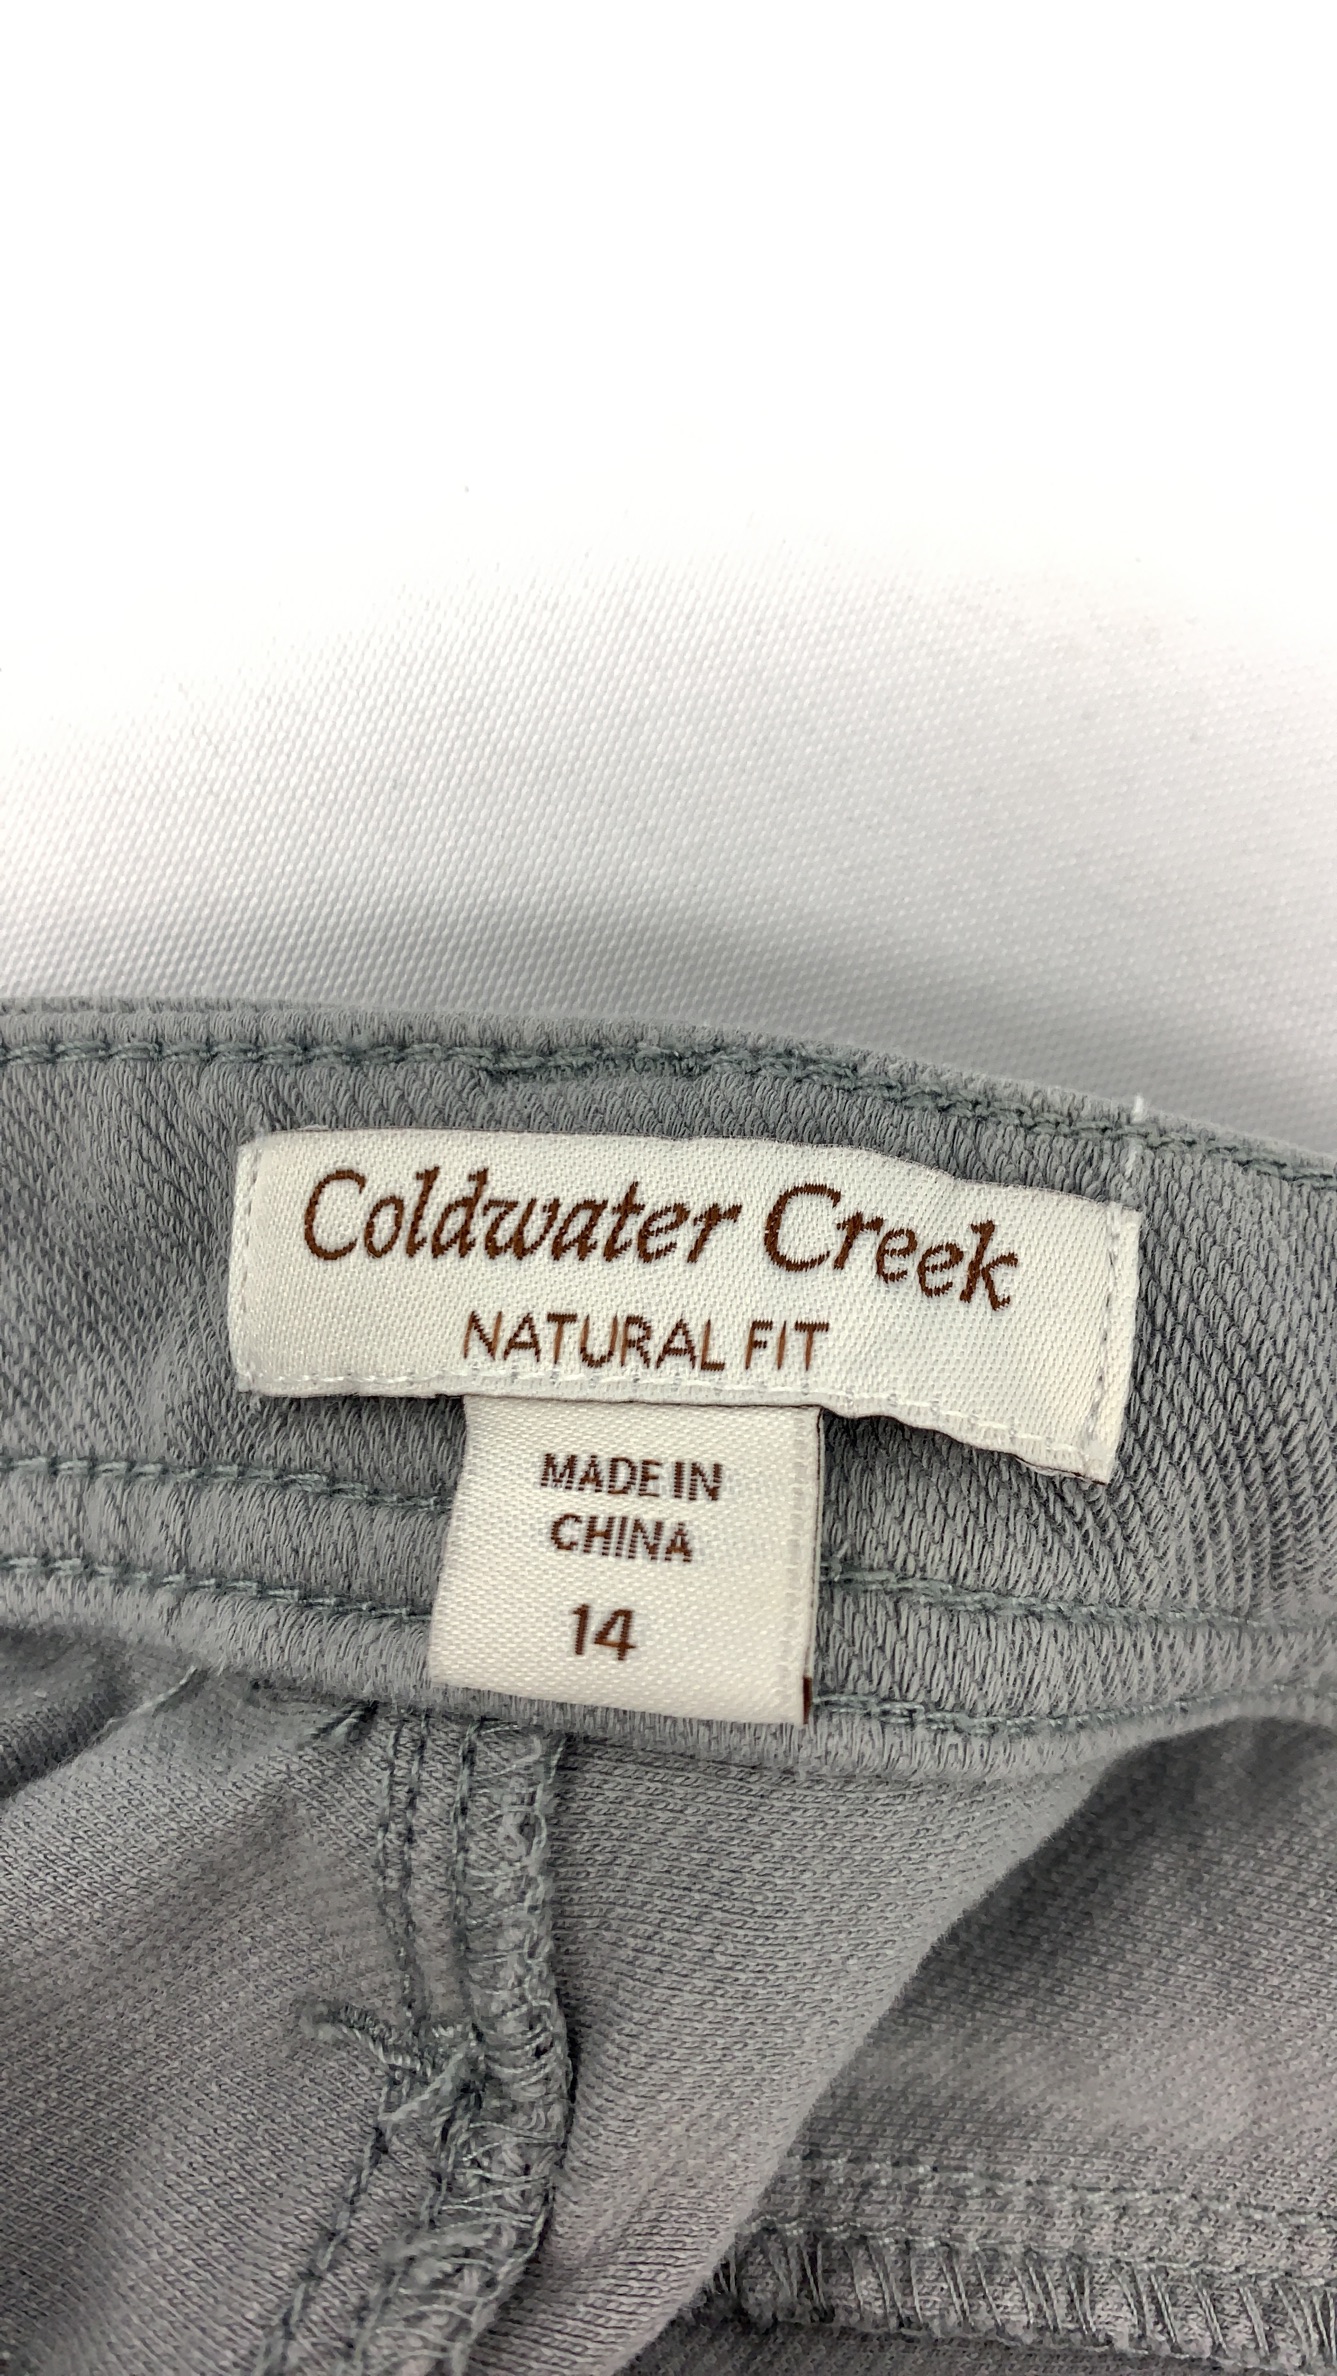 Coldwater Creek
NATURAL FIT
MADE IN
CHINA
14